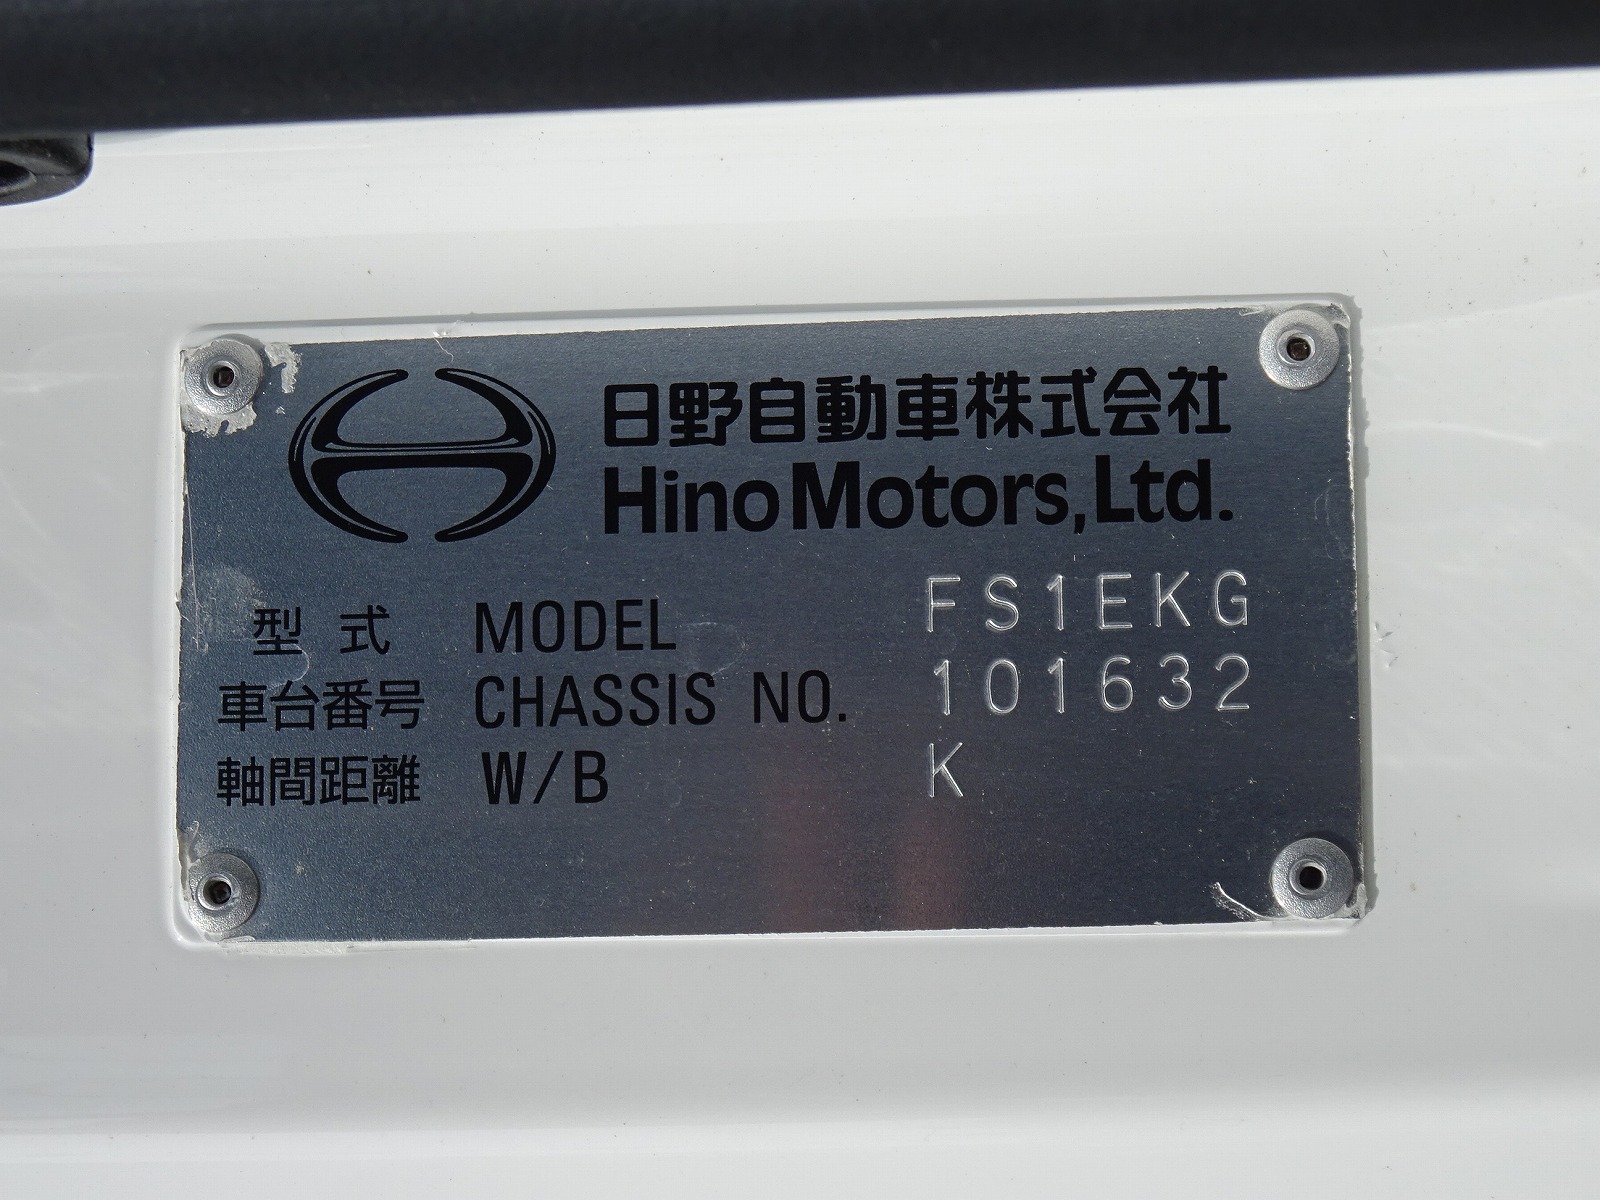 日野自動車株式会社
Hino Motors, Ltd.
型式 MODEL FS1EKG
車台番号 CHASSIS NO. 101632
軸間距離 W/B K